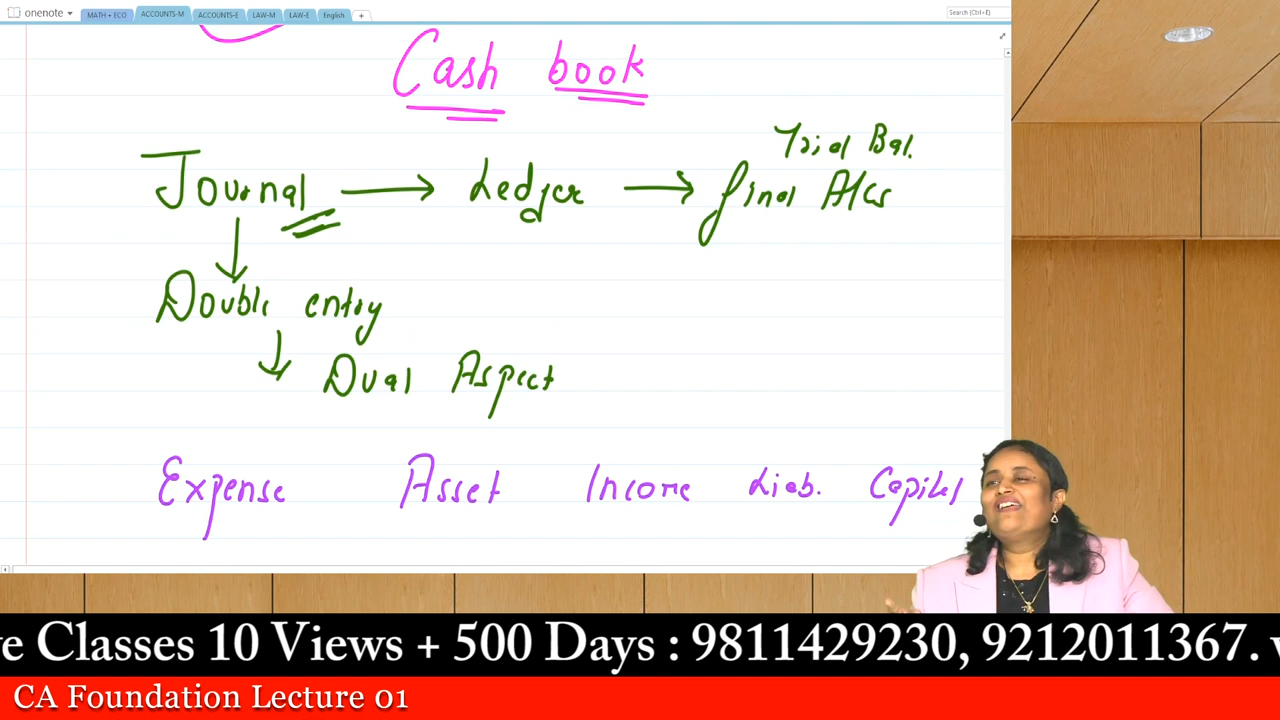 onenote MATH + ECO ACCOUNTS-M ACCOUNTS-E LAW-M LAW-E English + Search (Ctrl+E)
Cash book
Trial Bal.
Journal → Ledger → final A/cs
Double entry
Dual Aspect
Expense Asset Income Liab. Capital
e Classes 10 Views + 500 Days : 9811429230, 9212011367.
CA Foundation Lecture 01